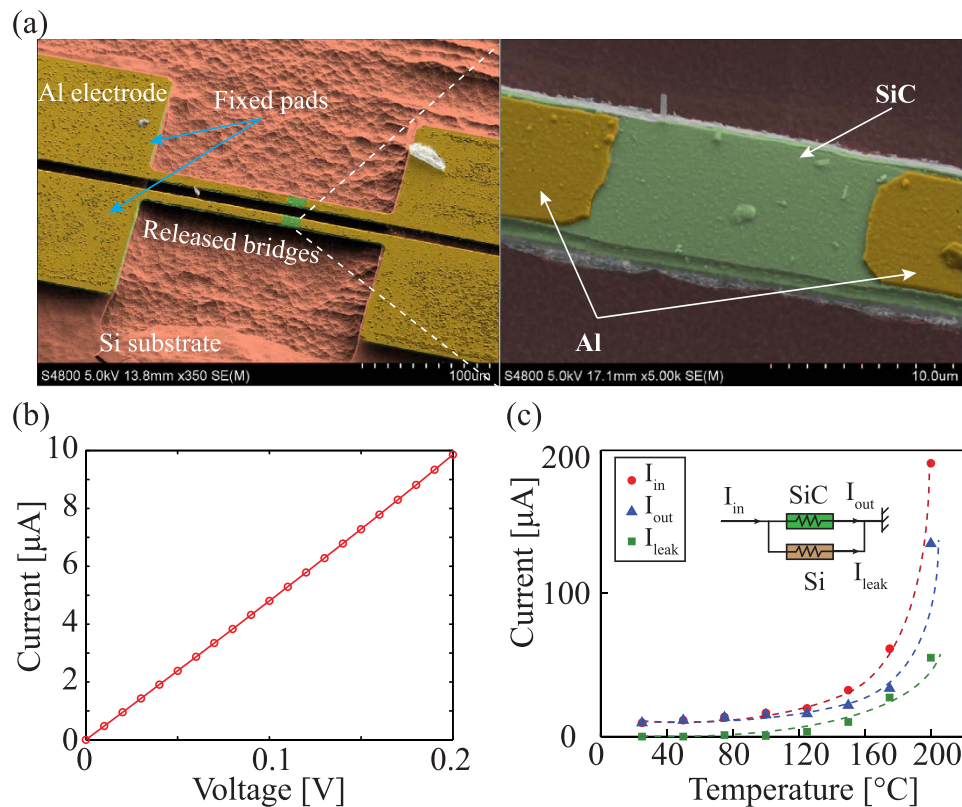 (a)
Al electrode
Fixed pads
Released bridges
Si substrate
S4800 5.0kV 13.8mm x350 SE(M)
100um
SiC
Al
S4800 5.0kV 17.1mm x5.00k SE(M)
10.0um
(b)
Current [µA]
10
8
6
4
2
0
0
0.1
0.2
Voltage [V]
(c)
Current [µA]
200
100
0
I_in
I_out
I_leak
I_in
SiC
I_out
Si
I_leak
0
40
75
125
160
200
Temperature [°C]